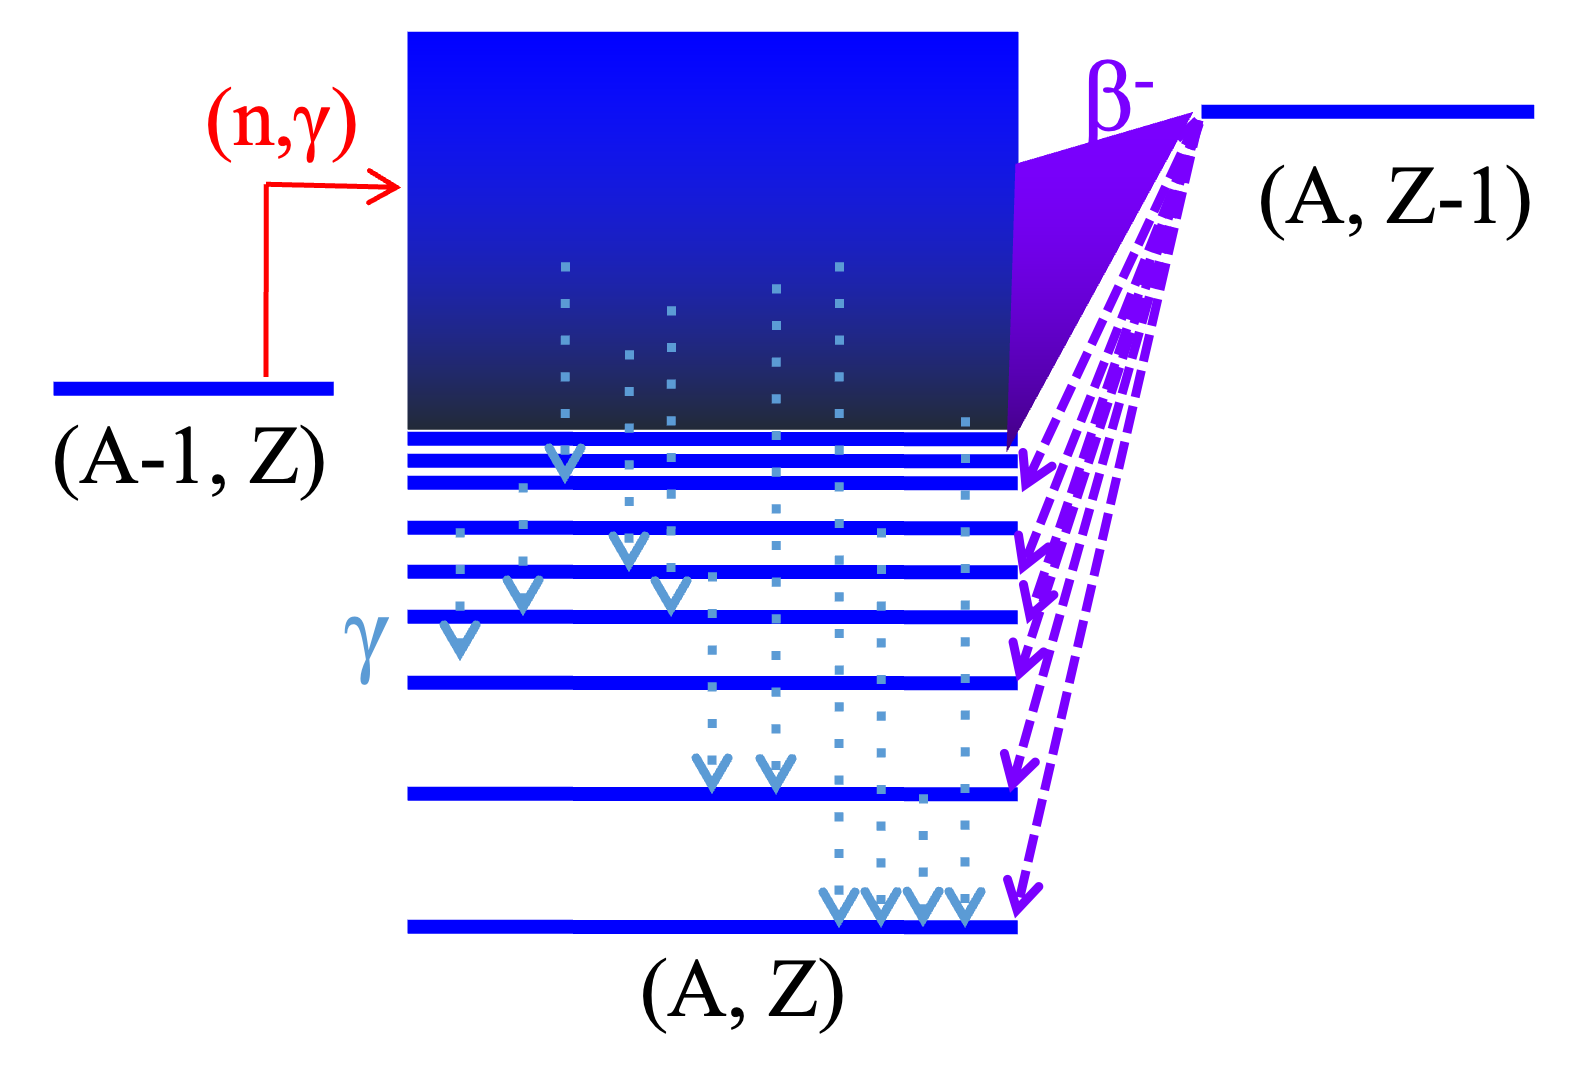 (n,γ)
β-
(A, Z-1)
(A-1, Z)
γ
(A, Z)